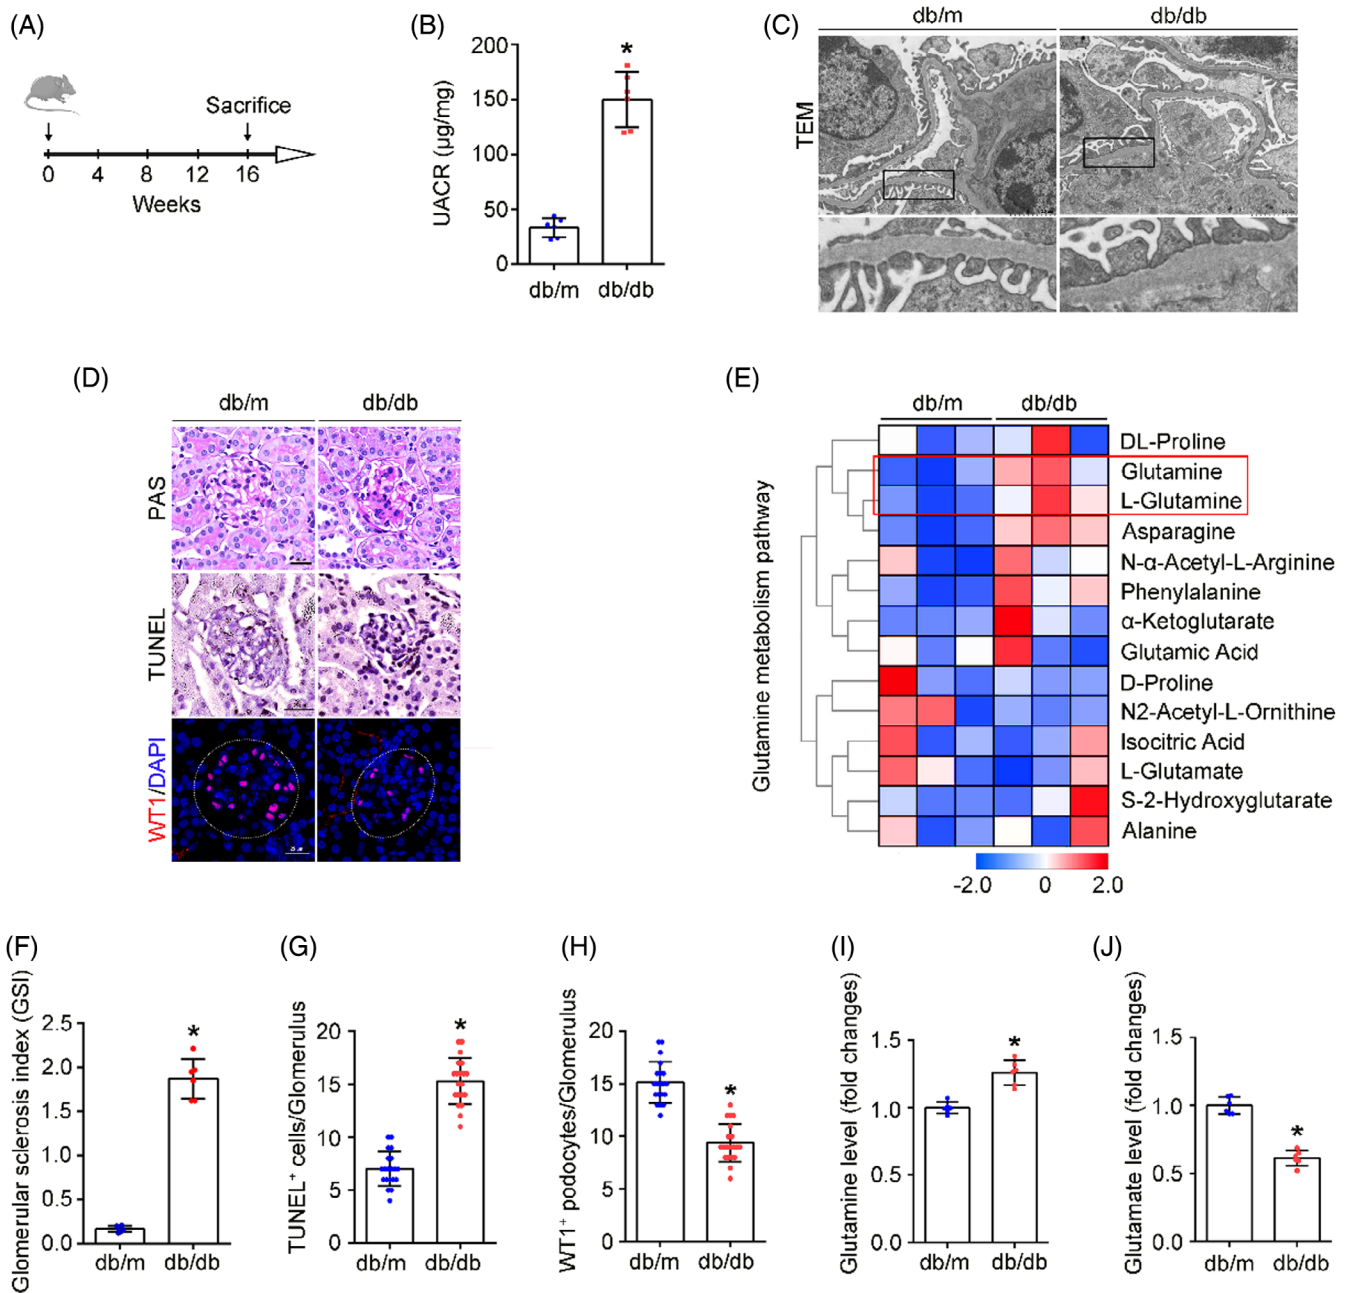 (A)
Sacrifice
0 4 8 12 16
Weeks
(B)
UACR (μg/mg)
200
150
100
50
0
*
db/m db/db
(C)
db/m db/db
TEM
(D)
db/m db/db
PAS
TUNEL
WT1/DAPI
(E)
db/m db/db
Glutamine metabolism pathway
DL-Proline
Glutamine
L-Glutamine
Asparagine
N-α-Acetyl-L-Arginine
Phenylalanine
α-Ketoglutarate
Glutamic Acid
D-Proline
N2-Acetyl-L-Ornithine
Isocitric Acid
L-Glutamate
S-2-Hydroxyglutarate
Alanine
-2.0 0 2.0
(F)
Glomerular sclerosis index (GSI)
2.5
2.0
1.5
1.0
0.5
0.0
*
db/m db/db
(G)
TUNEL⁺ cells/Glomerulus
20
15
10
5
0
*
db/m db/db
(H)
WT1⁺ podocytes/Glomerulus
20
15
10
5
0
*
db/m db/db
(I)
Glutamine level (fold changes)
1.5
1.0
0.5
0.0
*
db/m db/db
(J)
Glutamate level (fold changes)
1.5
1.0
0.5
0.0
*
db/m db/db